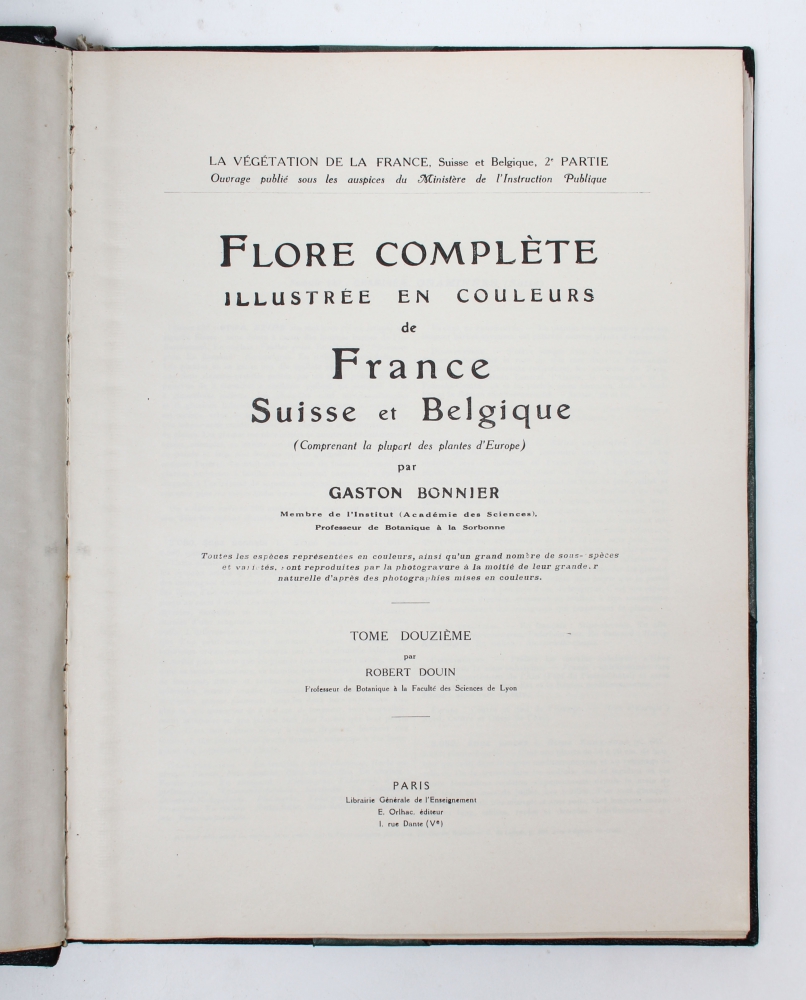 LA VÉGÉTATION DE LA FRANCE, Suisse et Belgique, 2e PARTIE
Ouvrage publié sous les auspices du Ministère de l'Instruction Publique
FLORE COMPLÈTE
ILLUSTRÉE EN COULEURS
de
France
Suisse et Belgique
(Comprenant la plupart des plantes d'Europe)
par
GASTON BONNIER
Membre de l'Institut (Académie des Sciences),
Professeur de Botanique à la Sorbonne
Toutes les espèces représentées en couleurs, ainsi qu'un grand nombre de sous-espèces
et variétés, sont reproduites par la photogravure à la moitié de leur grandeur
naturelle d'après des photographies mises en couleurs.
TOME DOUZIÈME
par
ROBERT DOUIN
Professeur de Botanique à la Faculté des Sciences de Lyon
PARIS
Librairie Générale de l'Enseignement
E. Orlhac, éditeur
1, rue Dante (Ve)